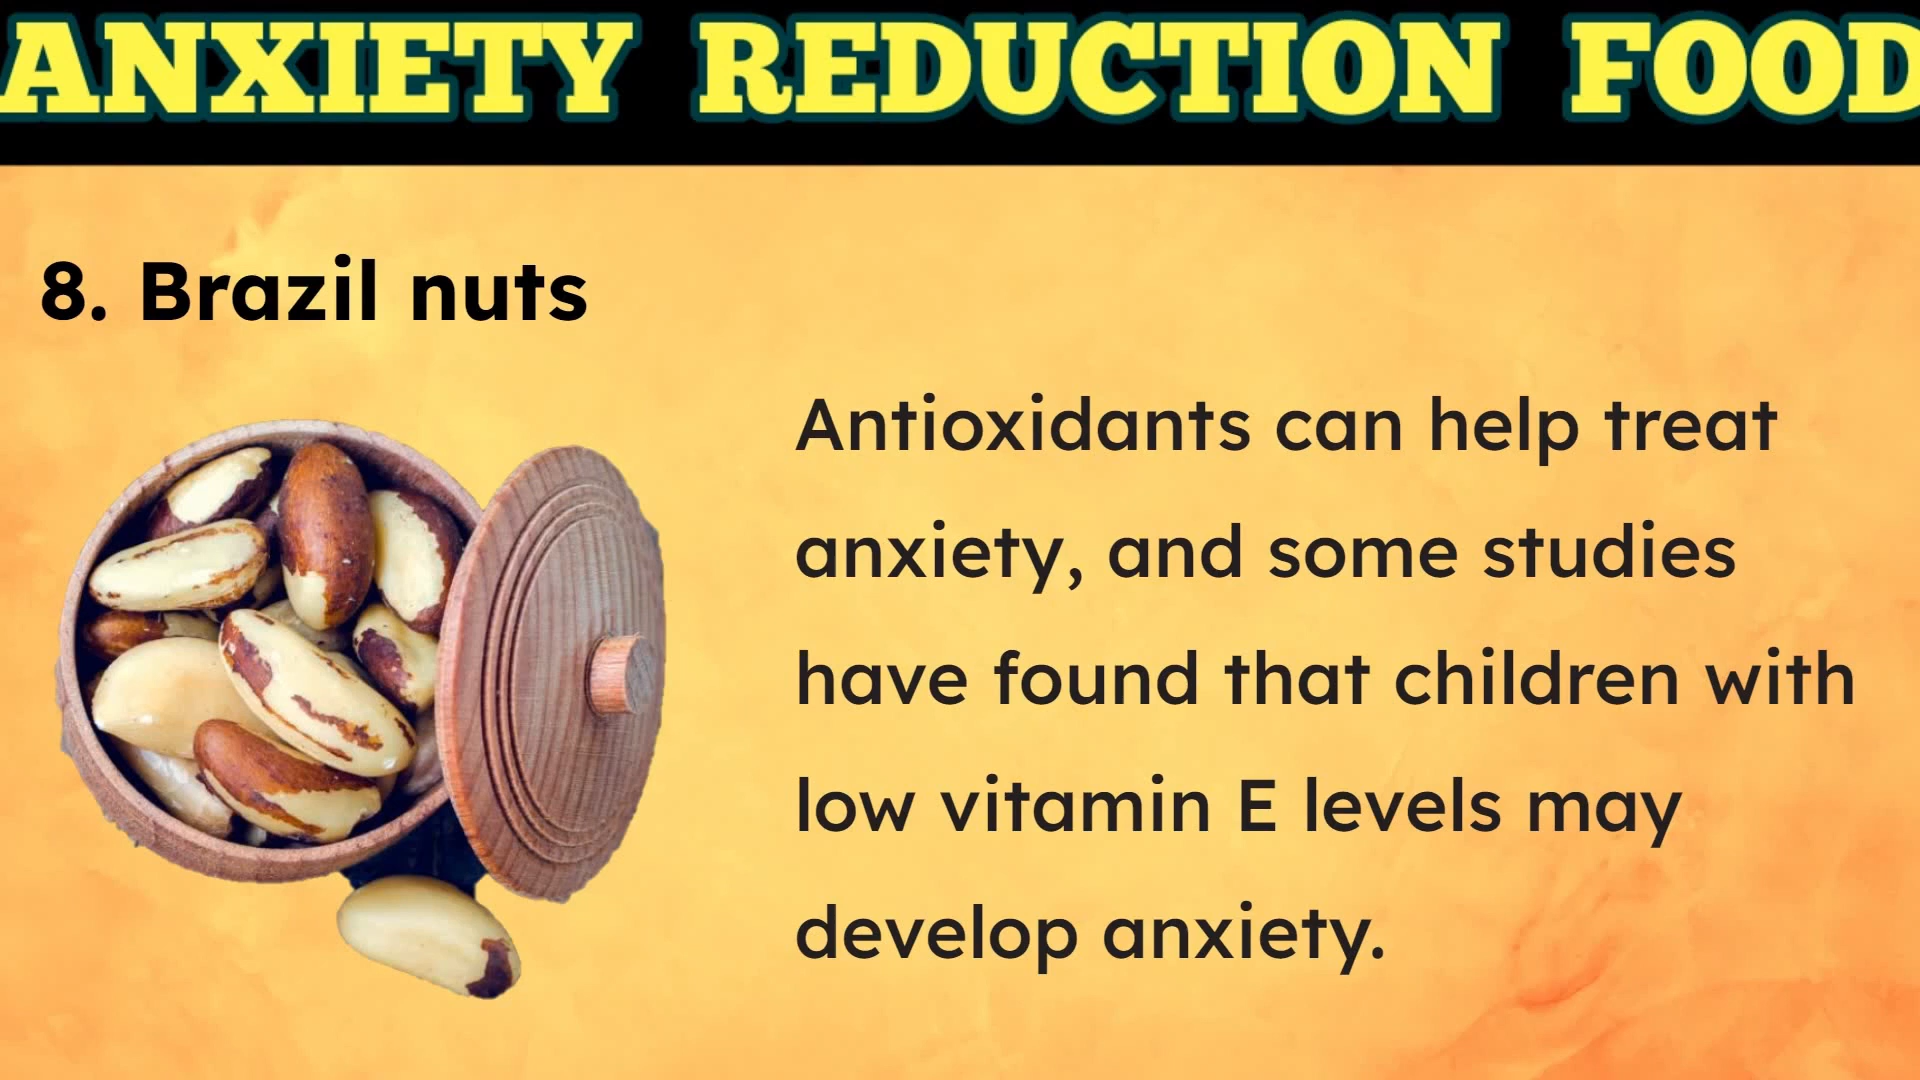 ANXIETY REDUCTION FOOD
8. Brazil nuts
Antioxidants can help treat
anxiety, and some studies
have found that children with
low vitamin E levels may
develop anxiety.